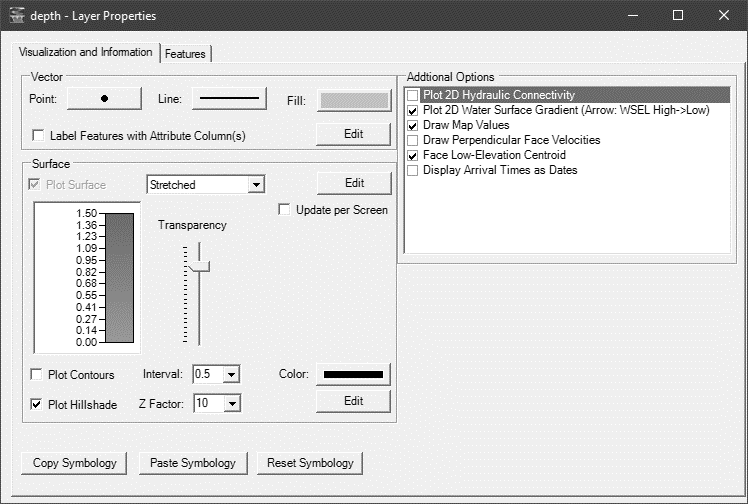 depth - Layer Properties
Visualization and Information
Features
Vector
Point:
Line:
Fill:
Label Features with Attribute Column(s)
Edit
Surface
Plot Surface
Stretched
Edit
Update per Screen
Transparency
1.50
1.36
1.23
1.09
0.95
0.82
0.68
0.55
0.41
0.27
0.14
0.00
Plot Contours
Interval:
0.5
Color:
Plot Hillshade
Z Factor:
10
Edit
Addtional Options
Plot 2D Hydraulic Connectivity
Plot 2D Water Surface Gradient (Arrow: WSEL High->Low)
Draw Map Values
Draw Perpendicular Face Velocities
Face Low-Elevation Centroid
Display Arrival Times as Dates
Copy Symbology
Paste Symbology
Reset Symbology